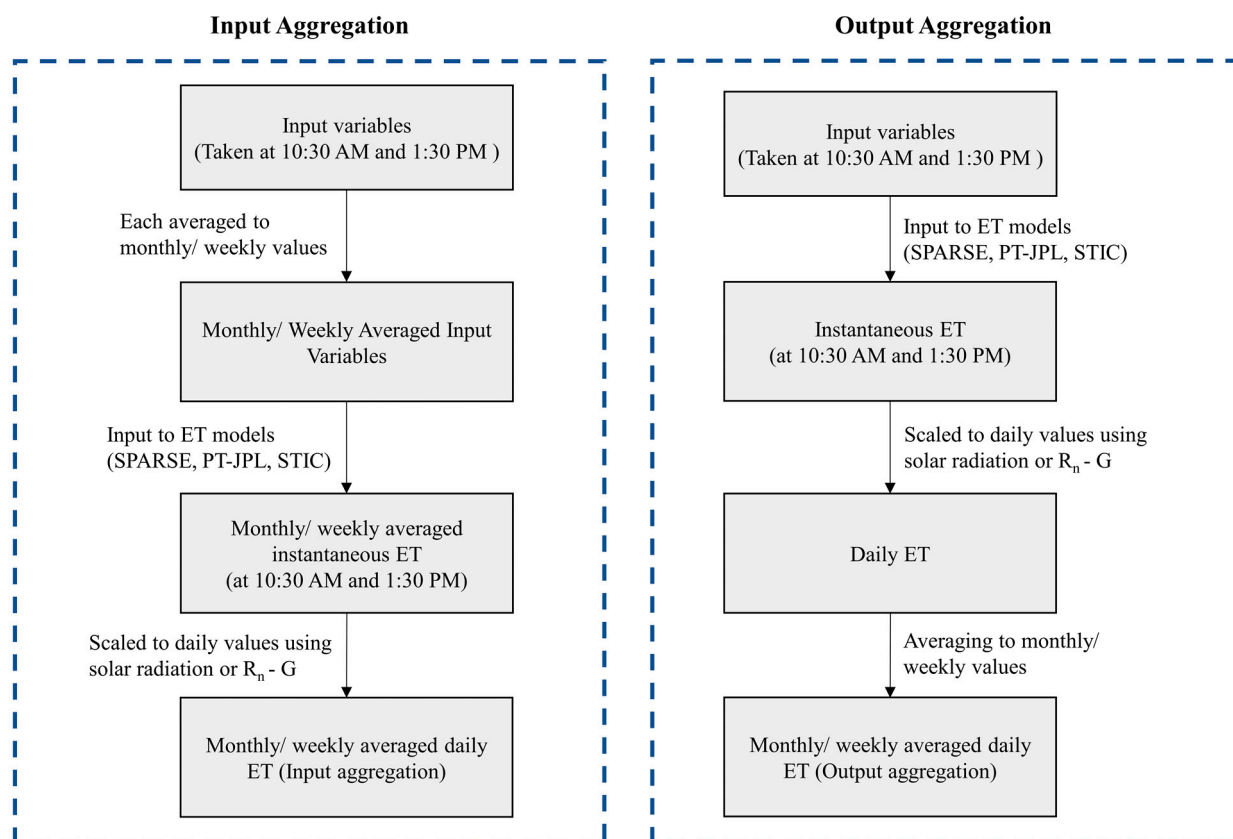 Input Aggregation
Input variables
(Taken at 10:30 AM and 1:30 PM )
Each averaged to
monthly/ weekly values
Monthly/ Weekly Averaged Input
Variables
Input to ET models
(SPARSE, PT-JPL, STIC)
Monthly/ weekly averaged
instantaneous ET
(at 10:30 AM and 1:30 PM)
Scaled to daily values using
solar radiation or Rₙ - G
Monthly/ weekly averaged daily
ET (Input aggregation)
Output Aggregation
Input variables
(Taken at 10:30 AM and 1:30 PM )
Input to ET models
(SPARSE, PT-JPL, STIC)
Instantaneous ET
(at 10:30 AM and 1:30 PM)
Scaled to daily values using
solar radiation or Rₙ - G
Daily ET
Averaging to monthly/
weekly values
Monthly/ weekly averaged daily
ET (Output aggregation)